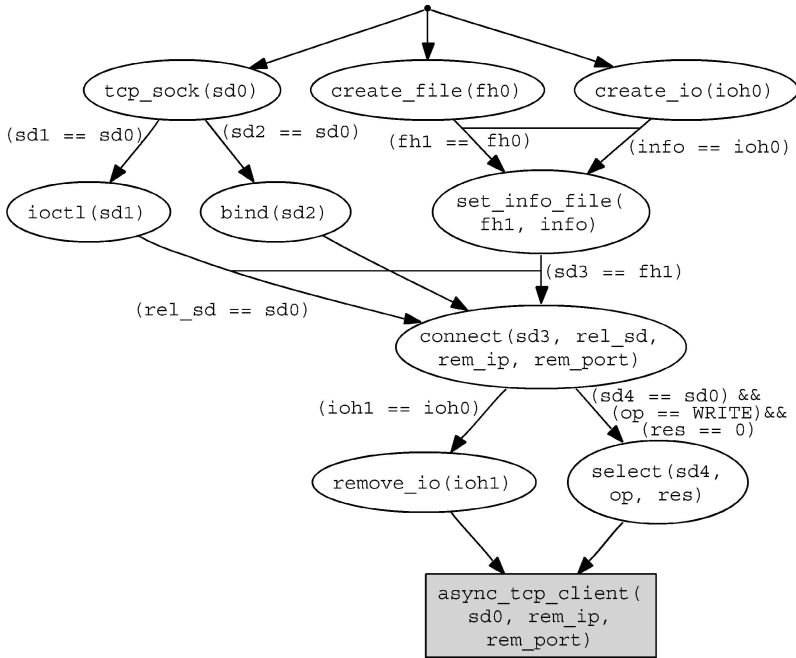 tcp_sock(sd0)
create_file(fh0)
create_io(ioh0)
(sd1 == sd0)
(sd2 == sd0)
(fh1 == fh0)
(info == ioh0)
ioctl(sd1)
bind(sd2)
set_info_file(
fh1, info)
(sd3 == fh1)
(rel_sd == sd0)
connect(sd3, rel_sd,
rem_ip, rem_port)
(ioh1 == ioh0)
(sd4 == sd0) &&
(op == WRITE)&&
(res == 0)
remove_io(ioh1)
select(sd4,
op, res)
async_tcp_client(
sd0, rem_ip,
rem_port)